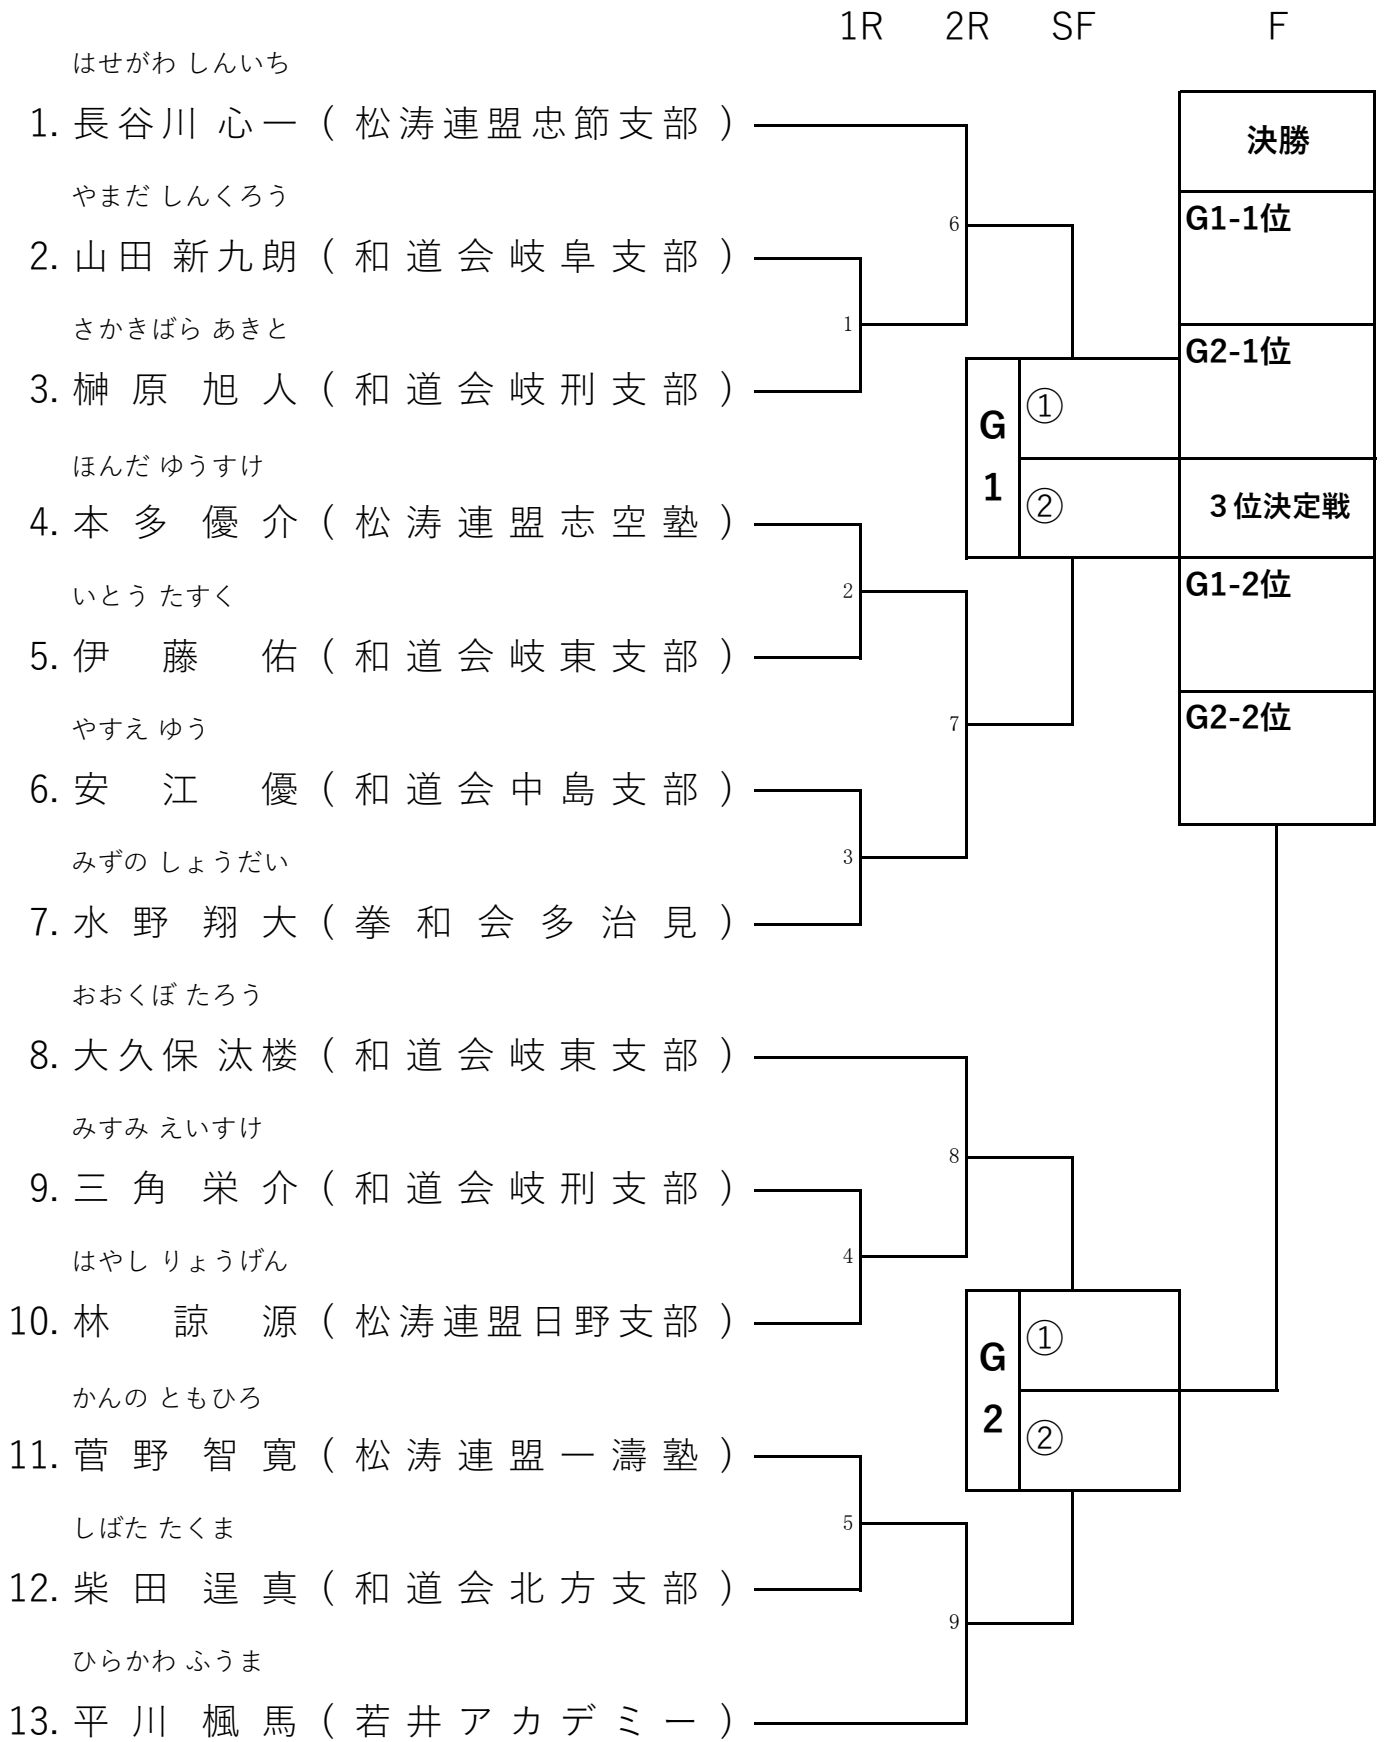 1R 2R SF F
はせがわ しんいち
1. 長谷川 心一 ( 松涛連盟忠節支部 )
決勝
やまだ しんくろう
G1-1位
6
2. 山田 新九朗 ( 和道会岐阜支部 )
さかきばら あきと
1
G2-1位
3. 榊原 旭人 ( 和道会岐刑支部 )
①
G1
ほんだ ゆうすけ
②
3位決定戦
4. 本多 優介 ( 松涛連盟志空塾 )
いとう たすく
2
G1-2位
5. 伊藤 佑 ( 和道会岐東支部 )
やすえ ゆう
7
G2-2位
6. 安江 優 ( 和道会中島支部 )
みずの しょうだい
3
7. 水野 翔大 ( 拳和会多治見 )
おおくぼ たろう
8. 大久保 汰楼 ( 和道会岐東支部 )
みすみ えいすけ
8
9. 三角 栄介 ( 和道会岐刑支部 )
はやし りょうげん
4
10. 林 諒源 ( 松涛連盟日野支部 )
①
G2
かんの ともひろ
②
11. 菅野 智寛 ( 松涛連盟一濤塾 )
しばた たくま
5
12. 柴田 逞真 ( 和道会北方支部 )
9
ひらかわ ふうま
13. 平川 楓馬 ( 若井アカデミー )